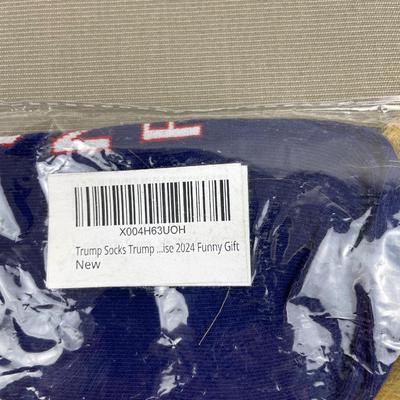 X004H63UOH
Trump Socks Trump ...ise 2024 Funny Gift
New